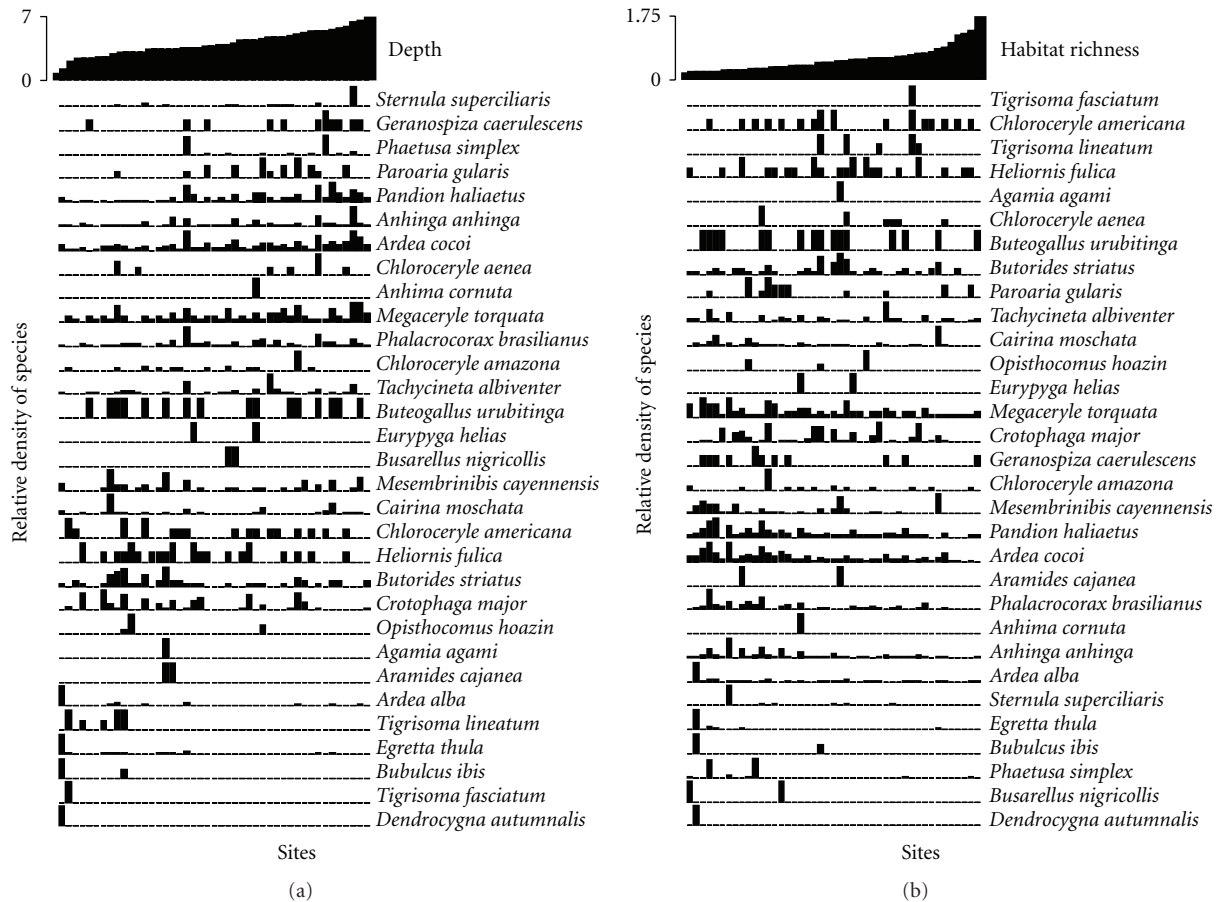 7
Depth
0
Sternula superciliaris
Geranospiza caerulescens
Phaetusa simplex
Paroaria gularis
Pandion haliaetus
Anhinga anhinga
Ardea cocoi
Chloroceryle aenea
Anhima cornuta
Megaceryle torquata
Phalacrocorax brasilianus
Chloroceryle amazona
Tachycineta albiventer
Buteogallus urubitinga
Eurypyga helias
Busarellus nigricollis
Mesembrinibis cayennensis
Cairina moschata
Chloroceryle americana
Heliornis fulica
Butorides striatus
Crotophaga major
Opisthocomus hoazin
Agamia agami
Aramides cajanea
Ardea alba
Tigrisoma lineatum
Egretta thula
Bubulcus ibis
Tigrisoma fasciatum
Dendrocygna autumnalis
Relative density of species
Sites
(a)
1.75
Habitat richness
0
Tigrisoma fasciatum
Chloroceryle americana
Tigrisoma lineatum
Heliornis fulica
Agamia agami
Chloroceryle aenea
Buteogallus urubitinga
Butorides striatus
Paroaria gularis
Tachycineta albiventer
Cairina moschata
Opisthocomus hoazin
Eurypyga helias
Megaceryle torquata
Crotophaga major
Geranospiza caerulescens
Chloroceryle amazona
Mesembrinibis cayennensis
Pandion haliaetus
Ardea cocoi
Aramides cajanea
Phalacrocorax brasilianus
Anhima cornuta
Anhinga anhinga
Ardea alba
Sternula superciliaris
Egretta thula
Bubulcus ibis
Phaetusa simplex
Busarellus nigricollis
Dendrocygna autumnalis
Relative density of species
Sites
(b)